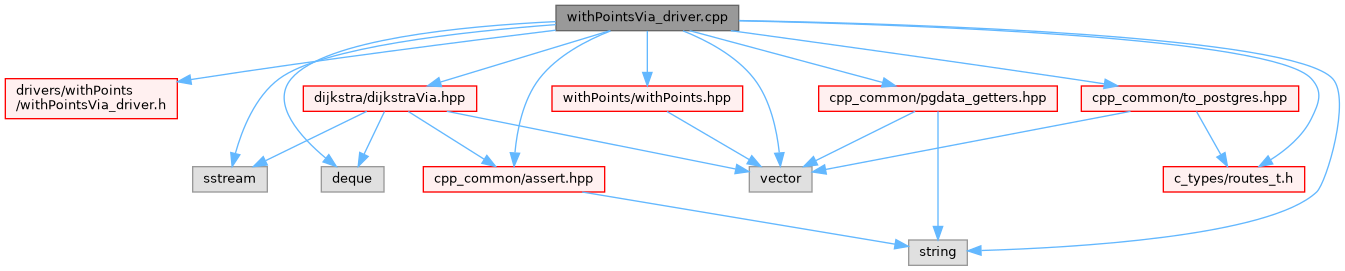 withPointsVia_driver.cpp
drivers/withPoints
/withPointsVia_driver.h
dijkstra/dijkstraVia.hpp
withPoints/withPoints.hpp
cpp_common/pgdata_getters.hpp
cpp_common/to_postgres.hpp
sstream
deque
cpp_common/assert.hpp
vector
c_types/routes_t.h
string